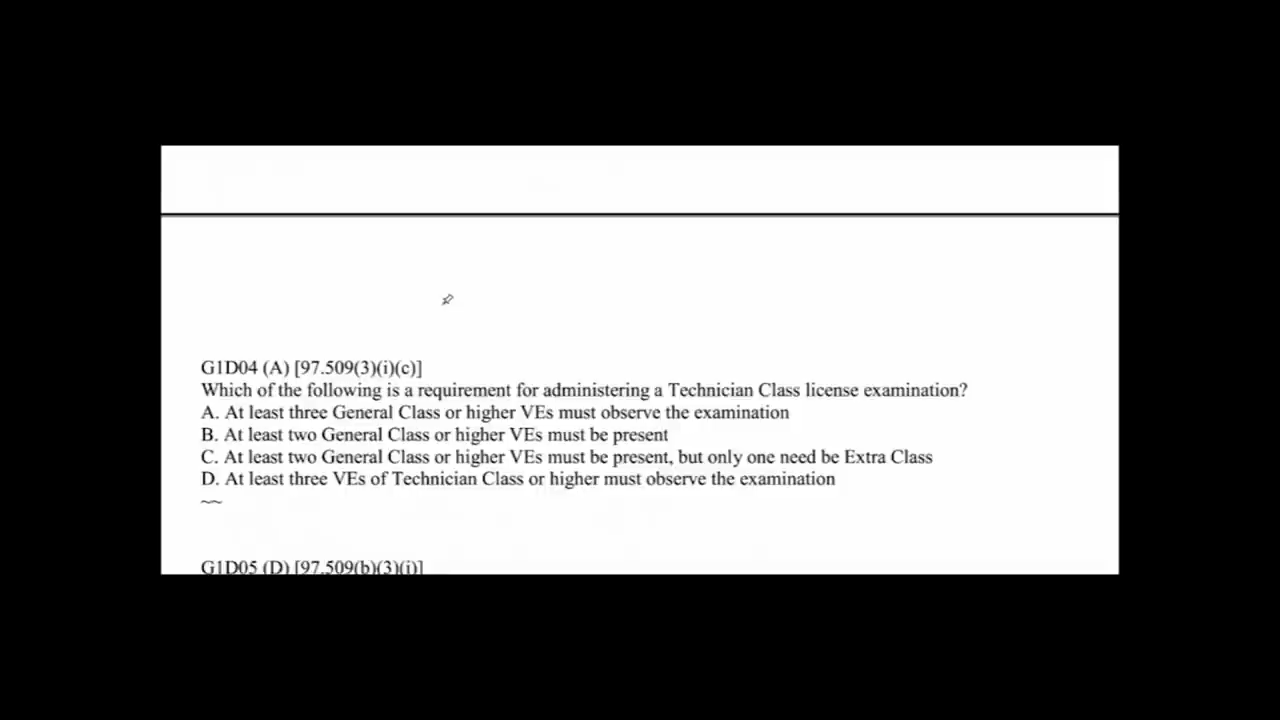 G1D04 (A) [97.509(3)(i)(c)]
Which of the following is a requirement for administering a Technician Class license examination?
A. At least three General Class or higher VEs must observe the examination
B. At least two General Class or higher VEs must be present
C. At least two General Class or higher VEs must be present, but only one need be Extra Class
D. At least three VEs of Technician Class or higher must observe the examination
~~
G1D05 (D) [97.509(b)(3)(i)]